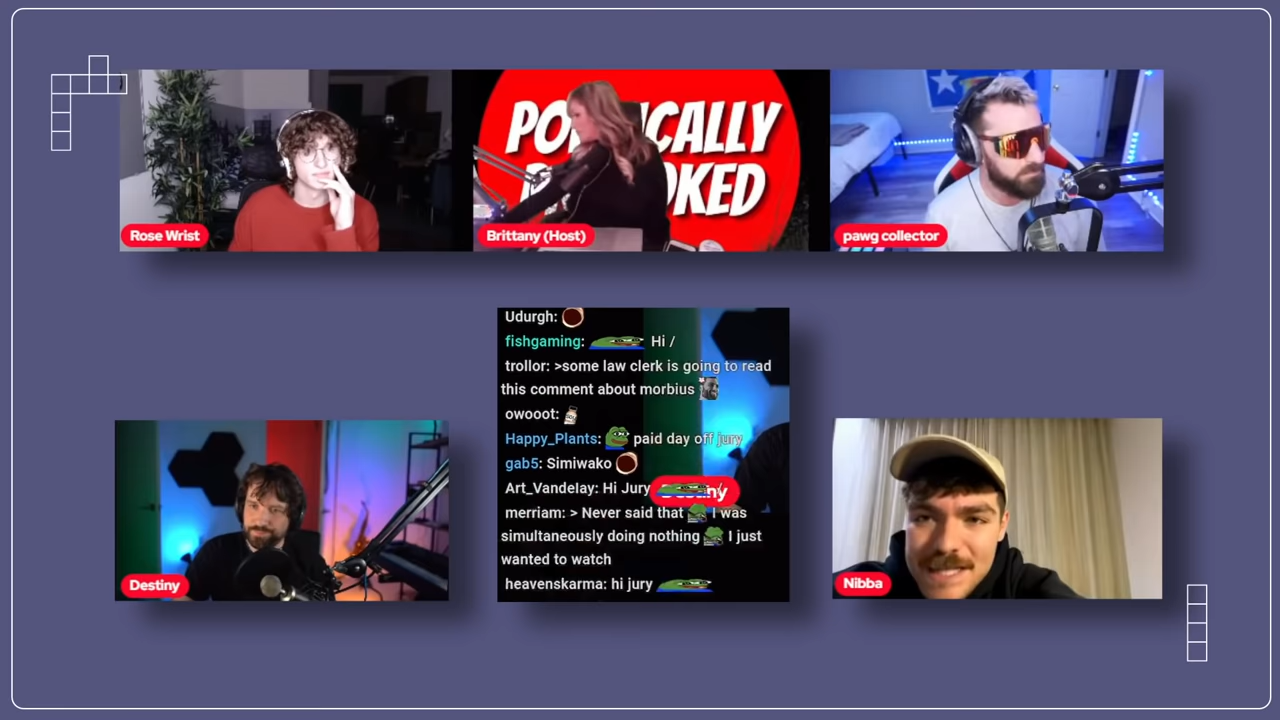 POLITICALLY
Rose Wrist
Brittany (Host)
pawg collector
Udurgh:
fishgaming: Hi /
trollor: >some law clerk is going to read
this comment about morbius
owooot:
Happy_Plants: paid day off jury
gab5: Simiwako
Art_Vandelay: Hi Jury /
merriam: > Never said that I was
simultaneously doing nothing I just
wanted to watch
heavenskarma: hi jury
Destiny
Nibba